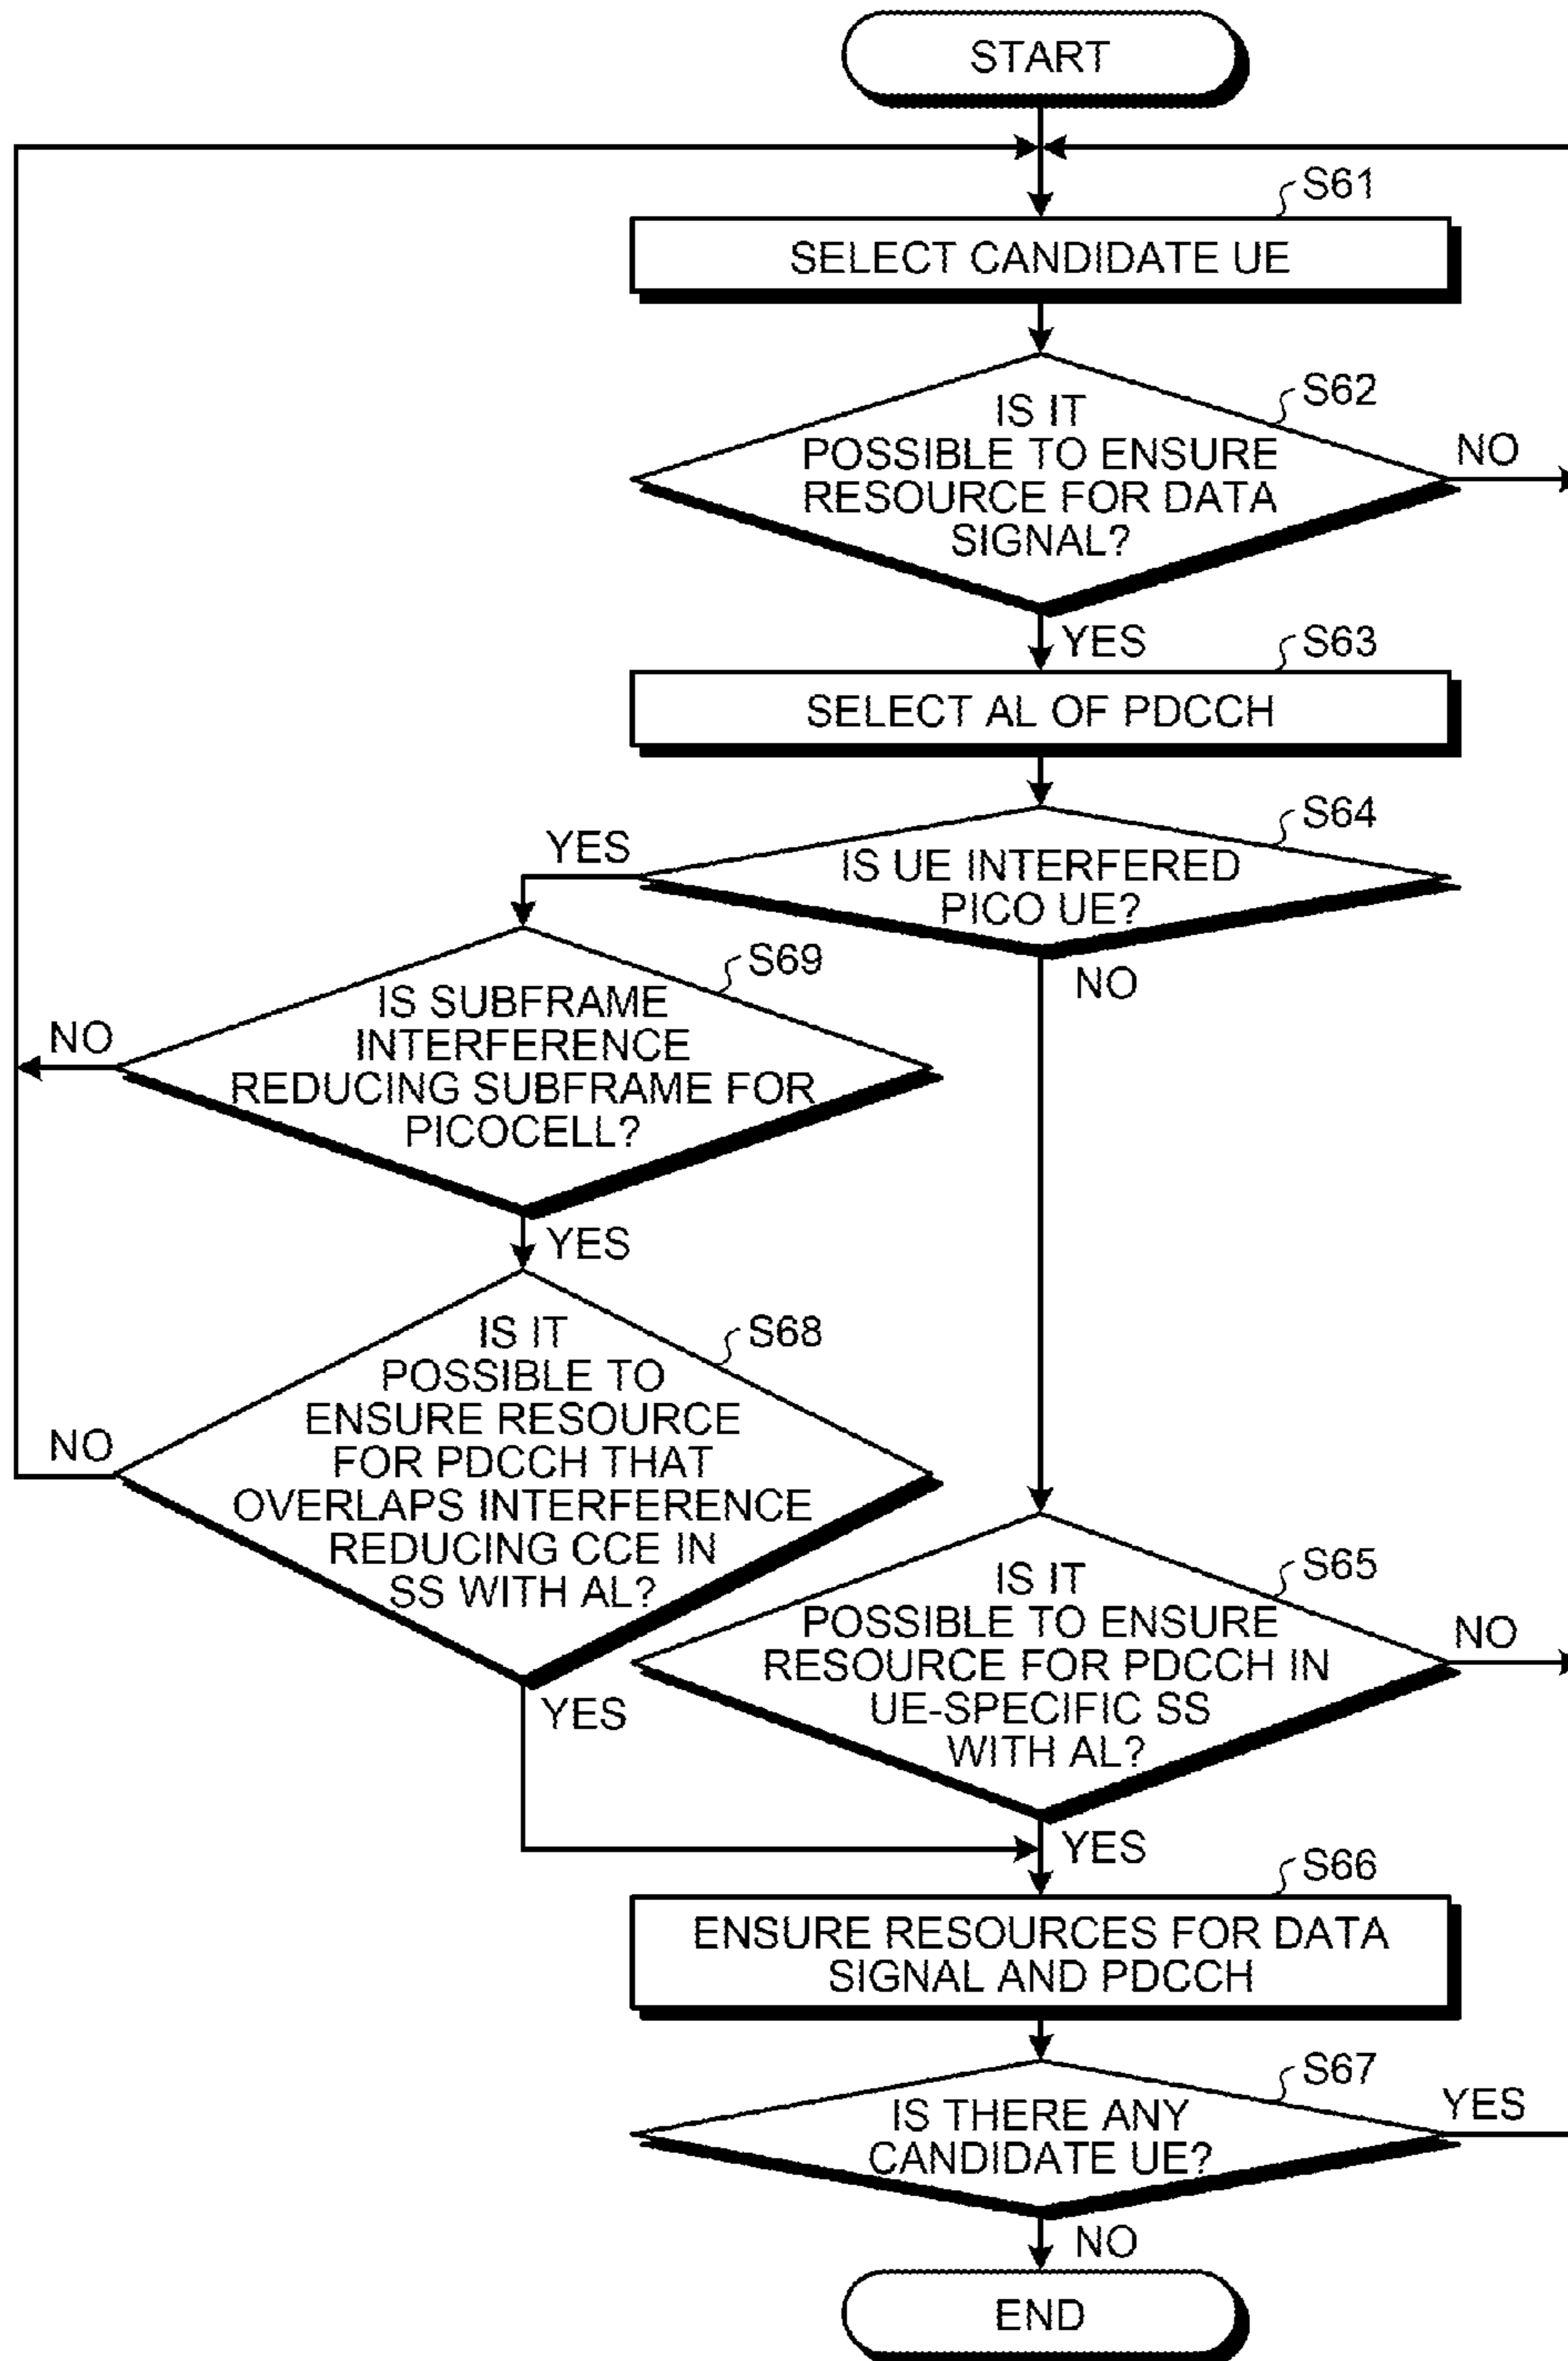 START
S61
SELECT CANDIDATE UE
S62
IS IT
POSSIBLE TO ENSURE
RESOURCE FOR DATA
SIGNAL?
NO
YES
S63
SELECT AL OF PDCCH
S64
YES
IS UE INTERFERED
PICO UE?
NO
S69
IS SUBFRAME
INTERFERENCE
REDUCING SUBFRAME FOR
PICOCELL?
NO
YES
S68
IS IT
POSSIBLE TO
ENSURE RESOURCE
FOR PDCCH THAT
OVERLAPS INTERFERENCE
REDUCING CCE IN
SS WITH AL?
NO
YES
S65
IS IT
POSSIBLE TO ENSURE
RESOURCE FOR PDCCH IN
UE-SPECIFIC SS
WITH AL?
NO
YES
S66
ENSURE RESOURCES FOR DATA
SIGNAL AND PDCCH
S67
IS THERE ANY
CANDIDATE UE?
YES
NO
END